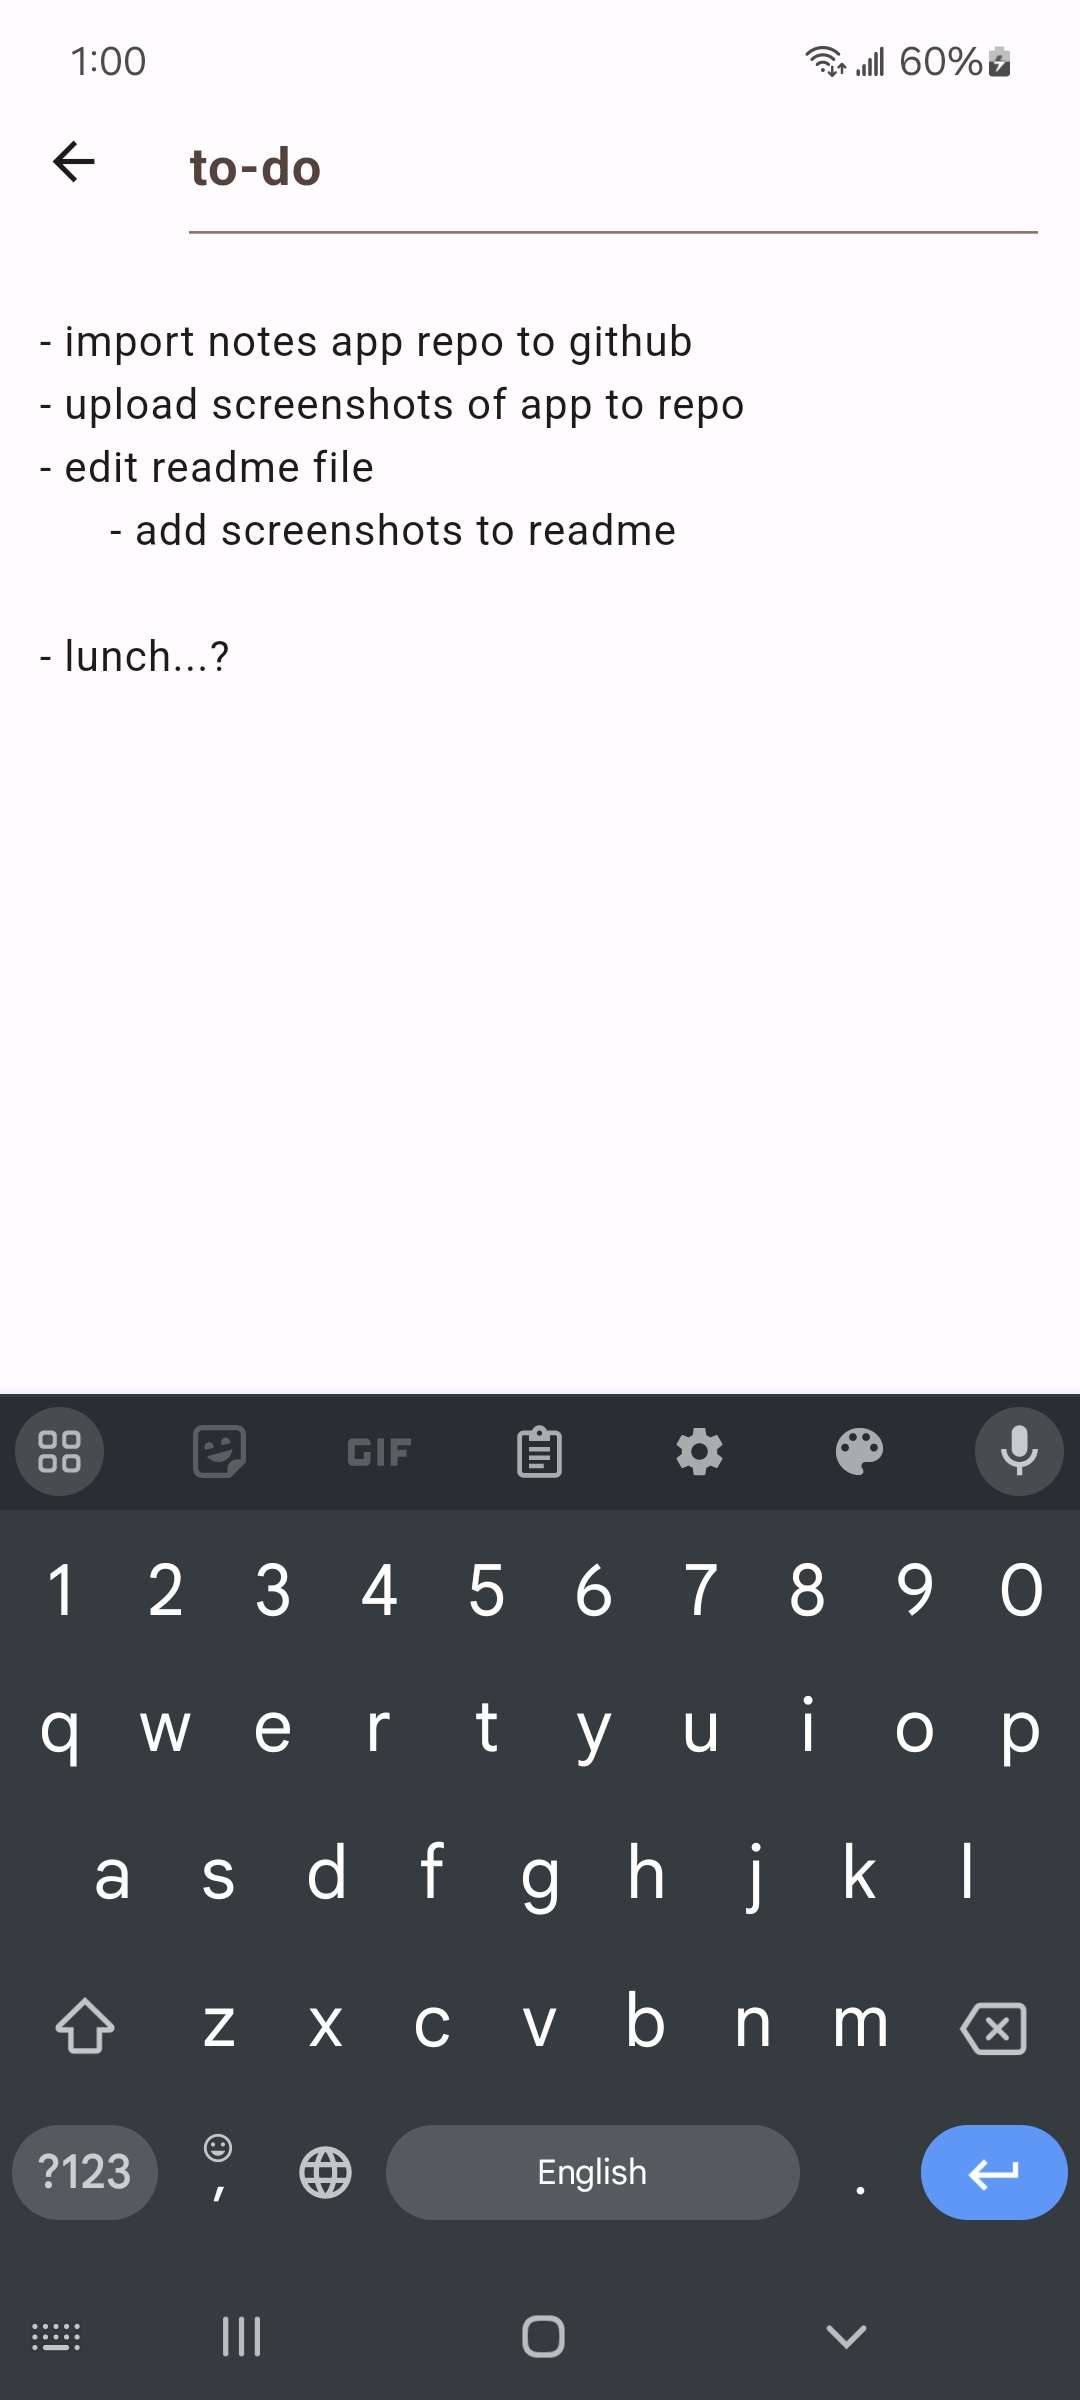 1:00 60%
to-do
- import notes app repo to github
- upload screenshots of app to repo
- edit readme file
- add screenshots to readme
- lunch...?
GIF
1 2 3 4 5 6 7 8 9 0
q w e r t y u i o p
a s d f g h j k l
z x c v b n m
?123 , English .